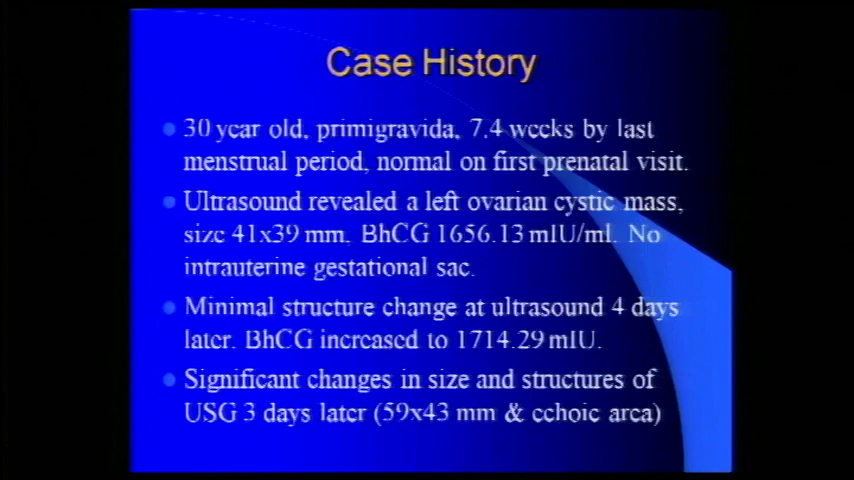 Case History
30 year old, primigravida, 7.4 weeks by last
menstrual period, normal on first prenatal visit.
Ultrasound revealed a left ovarian cystic mass,
size 41x39 mm. BhCG 1656.13 mIU/ml. No
intrauterine gestational sac.
Minimal structure change at ultrasound 4 days
later. BhCG increased to 1714.29 mIU.
Significant changes in size and structures of
USG 3 days later (59x43 mm & echoic area)